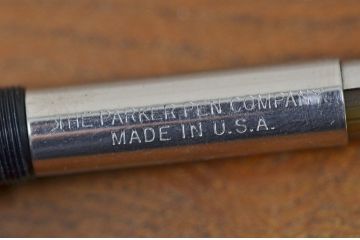 THE PARKER PEN COMPANY
MADE IN U.S.A.